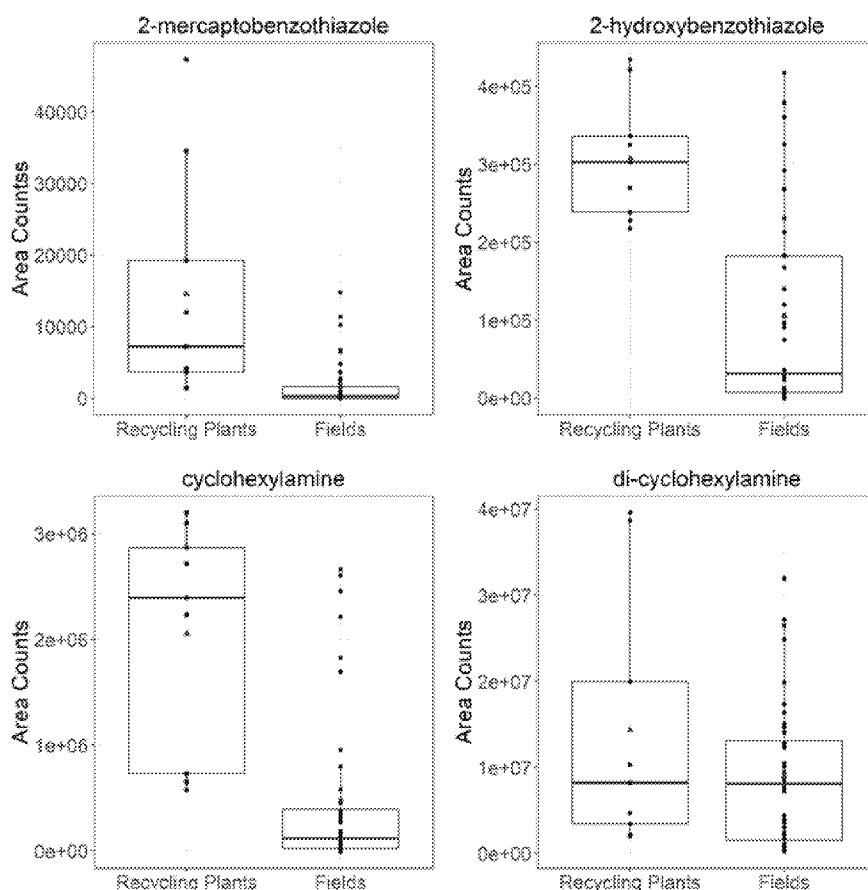 2-mercaptobenzothiazole
Area Countss
40000
30000
20000
10000
0
Recycling Plants Fields
2-hydroxybenzothiazole
Area Counts
4e+05
3e+05
2e+05
1e+05
0e+00
Recycling Plants Fields
cyclohexylamine
Area Counts
3e+06
2e+06
1e+06
0e+00
Recycling Plants Fields
di-cyclohexylamine
Area Counts
4e+07
3e+07
2e+07
1e+07
0e+00
Recycling Plants Fields